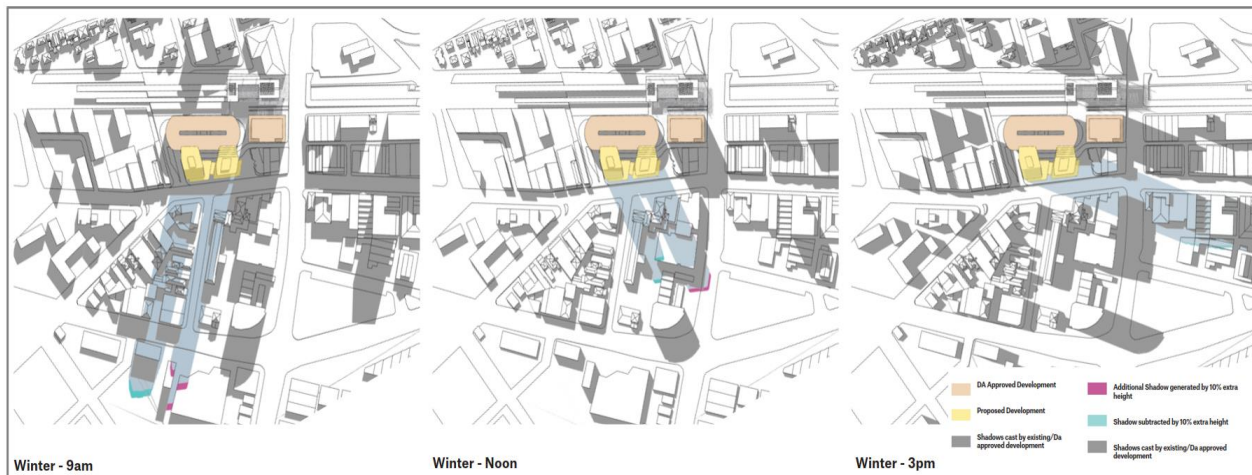 DA Approved Development
Additional Shadow generated by 10% extra
height
Proposed Development
Shadow subtracted by 10% extra height
Shadows cast by existing/Da
approved development
Shadows cast by existing/Da approved
development
Winter - 9am
Winter - Noon
Winter - 3pm